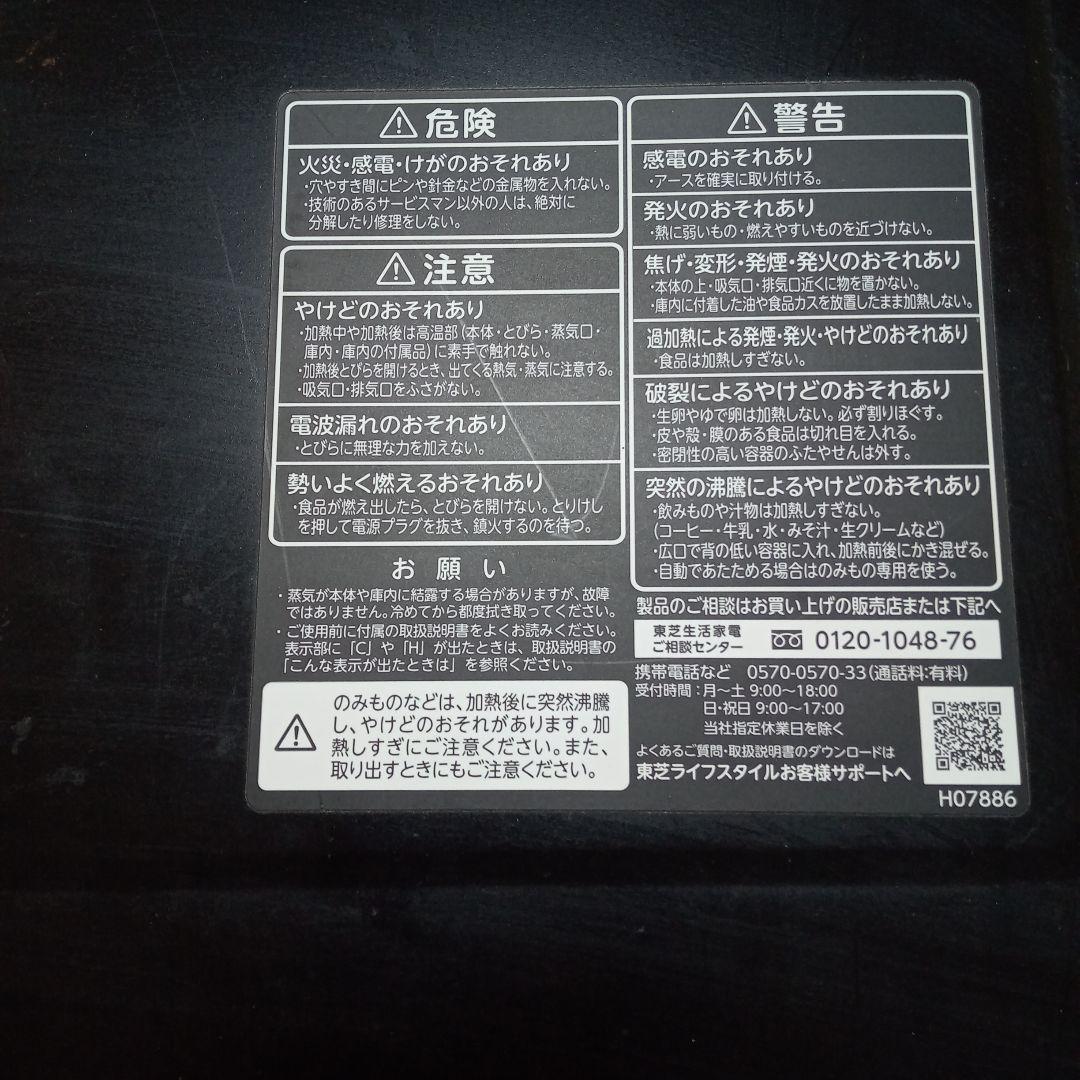 ⚠危険
火災・感電・けがのおそれあり
・穴やすき間にピンや針金などの金属物を入れない。
・技術のあるサービスマン以外の人は、絶対に
分解したり修理をしない。
⚠注意
やけどのおそれあり
・加熱中や加熱後は高温部(本体・とびら・蒸気口・
庫内・庫内の付属品)に素手で触れない。
・加熱後とびらを開けるとき、出てくる熱気・蒸気に注意する。
・吸気口・排気口をふさがない。
電波漏れのおそれあり
・とびらに無理な力を加えない。
勢いよく燃えるおそれあり
・食品が燃え出したら、とびらを開けない。とりけし
を押して電源プラグを抜き、鎮火するのを待つ。
お願い
・蒸気が本体や庫内に結露する場合がありますが、故障
ではありません。冷めてから都度拭き取ってください。
・ご使用前に付属の取扱説明書をよくお読みください。
表示部に「C」や「H」が出たときは、取扱説明書の
「こんな表示が出たときは」を参照ください。
⚠のみものなどは、加熱後に突然沸騰
し、やけどのおそれがあります。加
熱しすぎにご注意ください。また、
取り出すときにもご注意ください。
⚠警告
感電のおそれあり
・アースを確実に取り付ける。
発火のおそれあり
・熱に弱いもの・燃えやすいものを近づけない。
焦げ・変形・発煙・発火のおそれあり
・本体の上・吸気口・排気口近くに物を置かない。
・庫内に付着した油や食品カスを放置したまま加熱しない。
過加熱による発煙・発火・やけどのおそれあり
・食品は加熱しすぎない。
破裂によるやけどのおそれあり
・生卵やゆで卵は加熱しない。必ず割りほぐす。
・皮や殻・膜のある食品は切れ目を入れる。
・密閉性の高い容器のふたやせんは外す。
突然の沸騰によるやけどのおそれあり
・飲みものや汁物は加熱しすぎない。
(コーヒー・牛乳・水・みそ汁・生クリームなど)
・広口で背の低い容器に入れ、加熱前後にかき混ぜる。
・自動であたためる場合はのみもの専用を使う。
製品のご相談はお買い上げの販売店または下記へ
東芝生活家電
ご相談センター 0120-1048-76
携帯電話など 0570-0570-33(通話料:有料)
受付時間:月～土 9:00～18:00
日・祝日 9:00～17:00
当社指定休業日を除く
よくあるご質問・取扱説明書のダウンロードは
東芝ライフスタイルお客様サポートへ
H07886